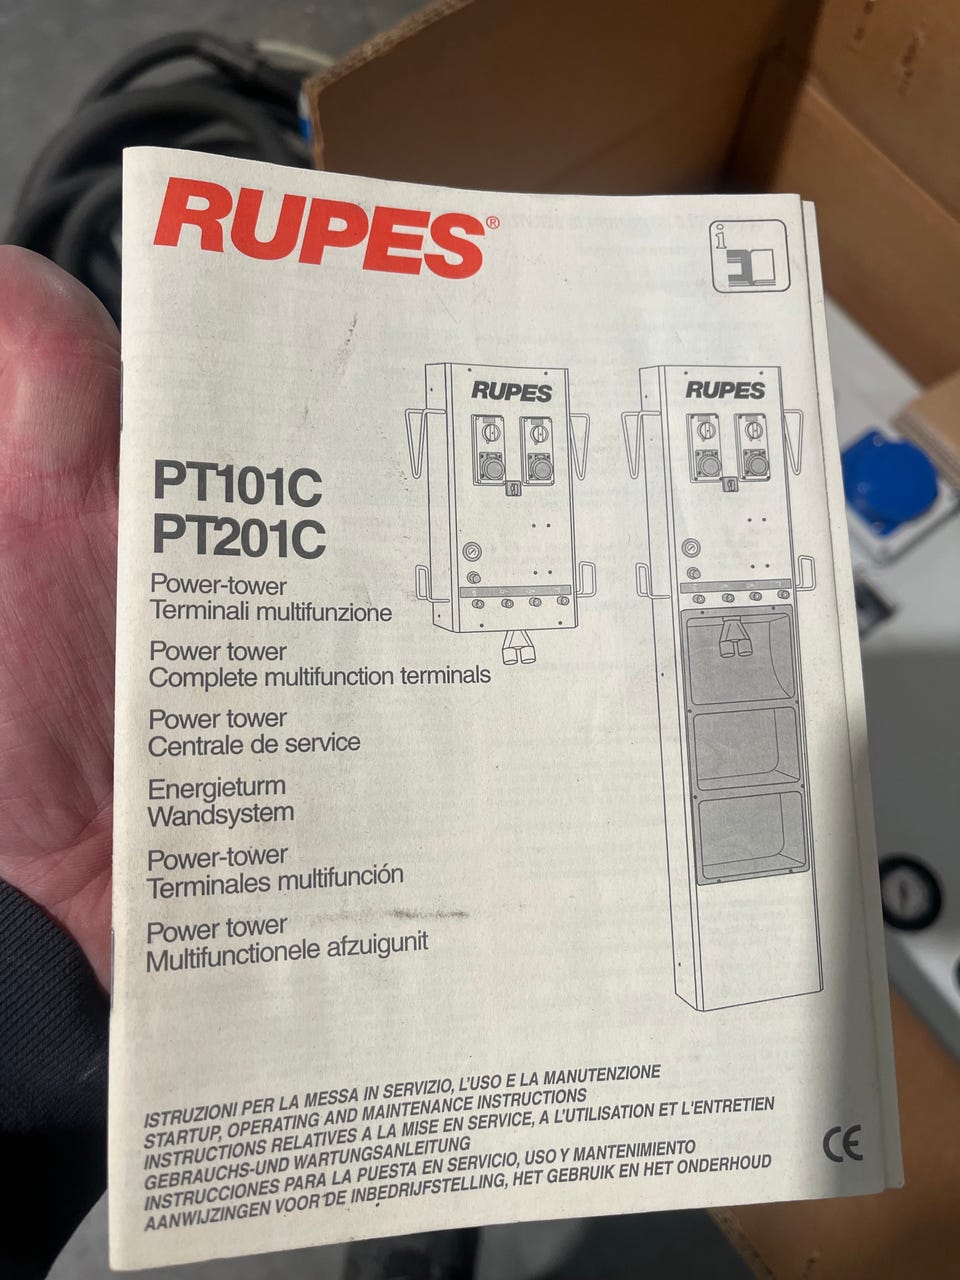 RUPES®
i
RUPES
RUPES
PT101C
PT201C
Power-tower
Terminali multifunzione
Power tower
Complete multifunction terminals
Power tower
Centrale de service
Energieturm
Wandsystem
Power-tower
Terminales multifunción
Power tower
Multifunctionele afzuigunit
ISTRUZIONI PER LA MESSA IN SERVIZIO, L'USO E LA MANUTENZIONE
STARTUP, OPERATING AND MAINTENANCE INSTRUCTIONS
INSTRUCTIONS RELATIVES A LA MISE EN SERVICE, A L'UTILISATION ET L'ENTRETIEN
GEBRAUCHS-UND WARTUNGSANLEITUNG
INSTRUCCIONES PARA LA PUESTA EN SERVICIO, USO Y MANTENIMIENTO
AANWIJZINGEN VOOR DE INBEDRIJFSTELLING, HET GEBRUIK EN HET ONDERHOUD
CE